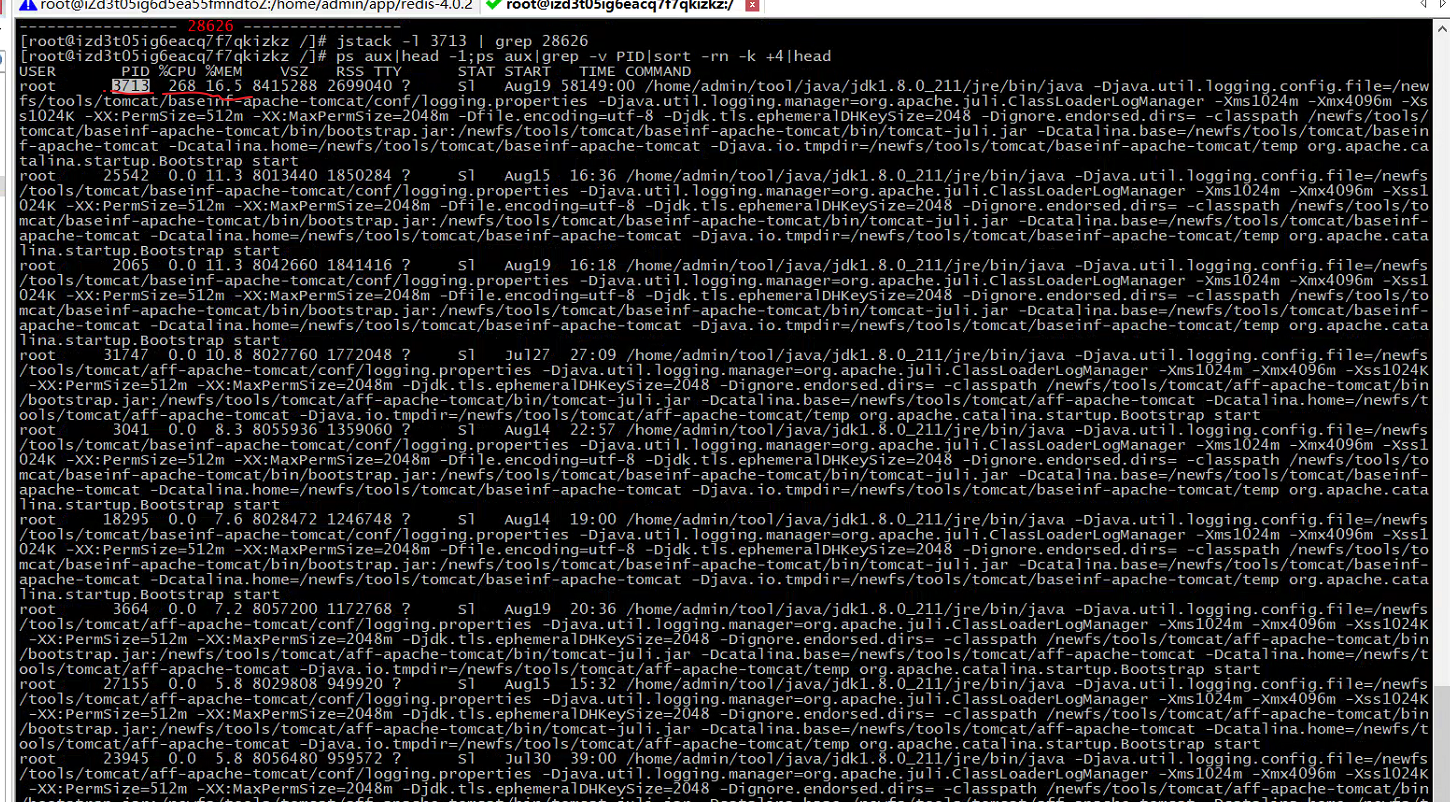 root@iZd3t05ig6d5ea55fmndtoZ:/home/admin/app/redis-4.0.2
root@izd3t05ig6eacq7f7qkizkz:/
----------------- 28626 -----------------
[root@izd3t05ig6eacq7f7qkizkz /]# jstack -l 3713 | grep 28626
[root@izd3t05ig6eacq7f7qkizkz /]# ps aux|head -1;ps aux|grep -v PID|sort -rn -k +4|head
USER PID %CPU %MEM VSZ RSS TTY STAT START TIME COMMAND
root 3713 268 16.5 8415288 2699040 ? Sl Aug19 58149:00 /home/admin/tool/java/jdk1.8.0_211/jre/bin/java -Djava.util.logging.config.file=/new
fs/tools/tomcat/baseinf-apache-tomcat/conf/logging.properties -Djava.util.logging.manager=org.apache.juli.ClassLoaderLogManager -Xms1024m -Xmx4096m -Xs
s1024K -XX:PermSize=512m -XX:MaxPermSize=2048m -Dfile.encoding=utf-8 -Djdk.tls.ephemeralDHKeySize=2048 -Dignore.endorsed.dirs= -classpath /newfs/tools/
tomcat/baseinf-apache-tomcat/bin/bootstrap.jar:/newfs/tools/tomcat/baseinf-apache-tomcat/bin/tomcat-juli.jar -Dcatalina.base=/newfs/tools/tomcat/basein
f-apache-tomcat -Dcatalina.home=/newfs/tools/tomcat/baseinf-apache-tomcat -Djava.io.tmpdir=/newfs/tools/tomcat/baseinf-apache-tomcat/temp org.apache.ca
talina.startup.Bootstrap start
root 25542 0.0 11.3 8013440 1850284 ? Sl Aug15 16:36 /home/admin/tool/java/jdk1.8.0_211/jre/bin/java -Djava.util.logging.config.file=/newfs
/tools/tomcat/baseinf-apache-tomcat/conf/logging.properties -Djava.util.logging.manager=org.apache.juli.ClassLoaderLogManager -Xms1024m -Xmx4096m -Xss1
024K -XX:PermSize=512m -XX:MaxPermSize=2048m -Dfile.encoding=utf-8 -Djdk.tls.ephemeralDHKeySize=2048 -Dignore.endorsed.dirs= -classpath /newfs/tools/to
mcat/baseinf-apache-tomcat/bin/bootstrap.jar:/newfs/tools/tomcat/baseinf-apache-tomcat/bin/tomcat-juli.jar -Dcatalina.base=/newfs/tools/tomcat/baseinf-
apache-tomcat -Dcatalina.home=/newfs/tools/tomcat/baseinf-apache-tomcat -Djava.io.tmpdir=/newfs/tools/tomcat/baseinf-apache-tomcat/temp org.apache.cata
lina.startup.Bootstrap start
root 2065 0.0 11.3 8042660 1841416 ? Sl Aug19 16:18 /home/admin/tool/java/jdk1.8.0_211/jre/bin/java -Djava.util.logging.config.file=/newfs
/tools/tomcat/baseinf-apache-tomcat/conf/logging.properties -Djava.util.logging.manager=org.apache.juli.ClassLoaderLogManager -Xms1024m -Xmx4096m -Xss1
024K -XX:PermSize=512m -XX:MaxPermSize=2048m -Dfile.encoding=utf-8 -Djdk.tls.ephemeralDHKeySize=2048 -Dignore.endorsed.dirs= -classpath /newfs/tools/to
mcat/baseinf-apache-tomcat/bin/bootstrap.jar:/newfs/tools/tomcat/baseinf-apache-tomcat/bin/tomcat-juli.jar -Dcatalina.base=/newfs/tools/tomcat/baseinf-
apache-tomcat -Dcatalina.home=/newfs/tools/tomcat/baseinf-apache-tomcat -Djava.io.tmpdir=/newfs/tools/tomcat/baseinf-apache-tomcat/temp org.apache.cata
lina.startup.Bootstrap start
root 31747 0.0 10.8 8027760 1772048 ? Sl Jul27 27:09 /home/admin/tool/java/jdk1.8.0_211/jre/bin/java -Djava.util.logging.config.file=/newfs
/tools/tomcat/aff-apache-tomcat/conf/logging.properties -Djava.util.logging.manager=org.apache.juli.ClassLoaderLogManager -Xms1024m -Xmx4096m -Xss1024K
-XX:PermSize=512m -XX:MaxPermSize=2048m -Djdk.tls.ephemeralDHKeySize=2048 -Dignore.endorsed.dirs= -classpath /newfs/tools/tomcat/aff-apache-tomcat/bin
/bootstrap.jar:/newfs/tools/tomcat/aff-apache-tomcat/bin/tomcat-juli.jar -Dcatalina.base=/newfs/tools/tomcat/aff-apache-tomcat -Dcatalina.home=/newfs/t
ools/tomcat/aff-apache-tomcat -Djava.io.tmpdir=/newfs/tools/tomcat/aff-apache-tomcat/temp org.apache.catalina.startup.Bootstrap start
root 3041 0.0 8.3 8055936 1359060 ? Sl Aug14 22:57 /home/admin/tool/java/jdk1.8.0_211/jre/bin/java -Djava.util.logging.config.file=/newfs
/tools/tomcat/baseinf-apache-tomcat/conf/logging.properties -Djava.util.logging.manager=org.apache.juli.ClassLoaderLogManager -Xms1024m -Xmx4096m -Xss1
024K -XX:PermSize=512m -XX:MaxPermSize=2048m -Dfile.encoding=utf-8 -Djdk.tls.ephemeralDHKeySize=2048 -Dignore.endorsed.dirs= -classpath /newfs/tools/to
mcat/baseinf-apache-tomcat/bin/bootstrap.jar:/newfs/tools/tomcat/baseinf-apache-tomcat/bin/tomcat-juli.jar -Dcatalina.base=/newfs/tools/tomcat/baseinf-
apache-tomcat -Dcatalina.home=/newfs/tools/tomcat/baseinf-apache-tomcat -Djava.io.tmpdir=/newfs/tools/tomcat/baseinf-apache-tomcat/temp org.apache.cata
lina.startup.Bootstrap start
root 18295 0.0 7.6 8028472 1246748 ? Sl Aug14 19:00 /home/admin/tool/java/jdk1.8.0_211/jre/bin/java -Djava.util.logging.config.file=/newfs
/tools/tomcat/baseinf-apache-tomcat/conf/logging.properties -Djava.util.logging.manager=org.apache.juli.ClassLoaderLogManager -Xms1024m -Xmx4096m -Xss1
024K -XX:PermSize=512m -XX:MaxPermSize=2048m -Dfile.encoding=utf-8 -Djdk.tls.ephemeralDHKeySize=2048 -Dignore.endorsed.dirs= -classpath /newfs/tools/to
mcat/baseinf-apache-tomcat/bin/bootstrap.jar:/newfs/tools/tomcat/baseinf-apache-tomcat/bin/tomcat-juli.jar -Dcatalina.base=/newfs/tools/tomcat/baseinf-
apache-tomcat -Dcatalina.home=/newfs/tools/tomcat/baseinf-apache-tomcat -Djava.io.tmpdir=/newfs/tools/tomcat/baseinf-apache-tomcat/temp org.apache.cata
lina.startup.Bootstrap start
root 3664 0.0 7.2 8057200 1172768 ? Sl Aug19 20:36 /home/admin/tool/java/jdk1.8.0_211/jre/bin/java -Djava.util.logging.config.file=/newfs
/tools/tomcat/aff-apache-tomcat/conf/logging.properties -Djava.util.logging.manager=org.apache.juli.ClassLoaderLogManager -Xms1024m -Xmx4096m -Xss1024K
-XX:PermSize=512m -XX:MaxPermSize=2048m -Djdk.tls.ephemeralDHKeySize=2048 -Dignore.endorsed.dirs= -classpath /newfs/tools/tomcat/aff-apache-tomcat/bin
/bootstrap.jar:/newfs/tools/tomcat/aff-apache-tomcat/bin/tomcat-juli.jar -Dcatalina.base=/newfs/tools/tomcat/aff-apache-tomcat -Dcatalina.home=/newfs/t
ools/tomcat/aff-apache-tomcat -Djava.io.tmpdir=/newfs/tools/tomcat/aff-apache-tomcat/temp org.apache.catalina.startup.Bootstrap start
root 27155 0.0 5.8 8029808 949920 ? Sl Aug15 15:32 /home/admin/tool/java/jdk1.8.0_211/jre/bin/java -Djava.util.logging.config.file=/newfs
/tools/tomcat/aff-apache-tomcat/conf/logging.properties -Djava.util.logging.manager=org.apache.juli.ClassLoaderLogManager -Xms1024m -Xmx4096m -Xss1024K
-XX:PermSize=512m -XX:MaxPermSize=2048m -Djdk.tls.ephemeralDHKeySize=2048 -Dignore.endorsed.dirs= -classpath /newfs/tools/tomcat/aff-apache-tomcat/bin
/bootstrap.jar:/newfs/tools/tomcat/aff-apache-tomcat/bin/tomcat-juli.jar -Dcatalina.base=/newfs/tools/tomcat/aff-apache-tomcat -Dcatalina.home=/newfs/t
ools/tomcat/aff-apache-tomcat -Djava.io.tmpdir=/newfs/tools/tomcat/aff-apache-tomcat/temp org.apache.catalina.startup.Bootstrap start
root 23945 0.0 5.8 8056480 959572 ? Sl Jul30 39:00 /home/admin/tool/java/jdk1.8.0_211/jre/bin/java -Djava.util.logging.config.file=/newfs
/tools/tomcat/aff-apache-tomcat/conf/logging.properties -Djava.util.logging.manager=org.apache.juli.ClassLoaderLogManager -Xms1024m -Xmx4096m -Xss1024K
-XX:PermSize=512m -XX:MaxPermSize=2048m -Djdk.tls.ephemeralDHKeySize=2048 -Dignore.endorsed.dirs= -classpath /newfs/tools/tomcat/aff-apache-tomcat/bin